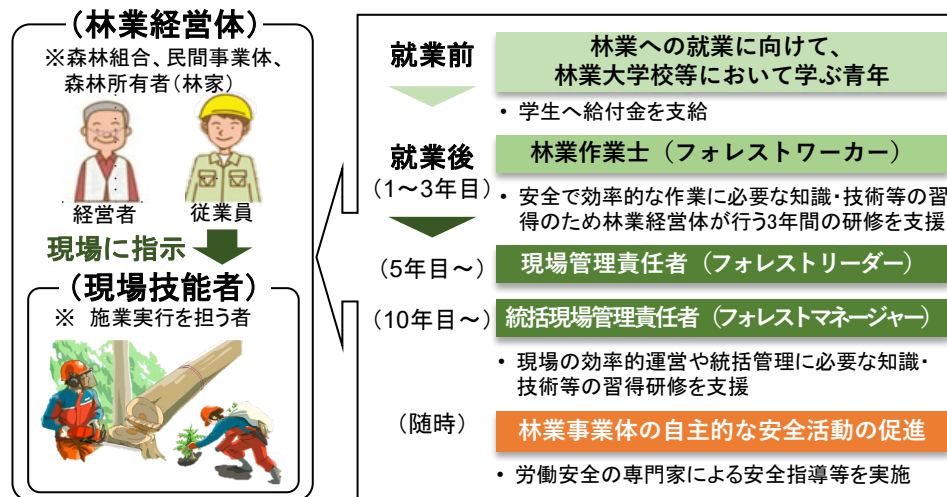 (林業経営体)
※森林組合、民間事業体、
森林所有者(林家)
経営者
従業員
現場に指示
(現場技能者)
※ 施業実行を担う者
就業前
林業への就業に向けて、
林業大学校等において学ぶ青年
・学生へ給付金を支給
就業後
(1~3年目)
林業作業士(フォレストワーカー)
・安全で効率的な作業に必要な知識・技術等の習
得のため林業経営体が行う3年間の研修を支援
(5年目~)
現場管理責任者(フォレストリーダー)
(10年目~)
統括現場管理責任者(フォレストマネージャー)
・現場の効率的運営や統括管理に必要な知識・
技術等の習得研修を支援
(随時)
林業事業体の自主的な安全活動の促進
・労働安全の専門家による安全指導等を実施